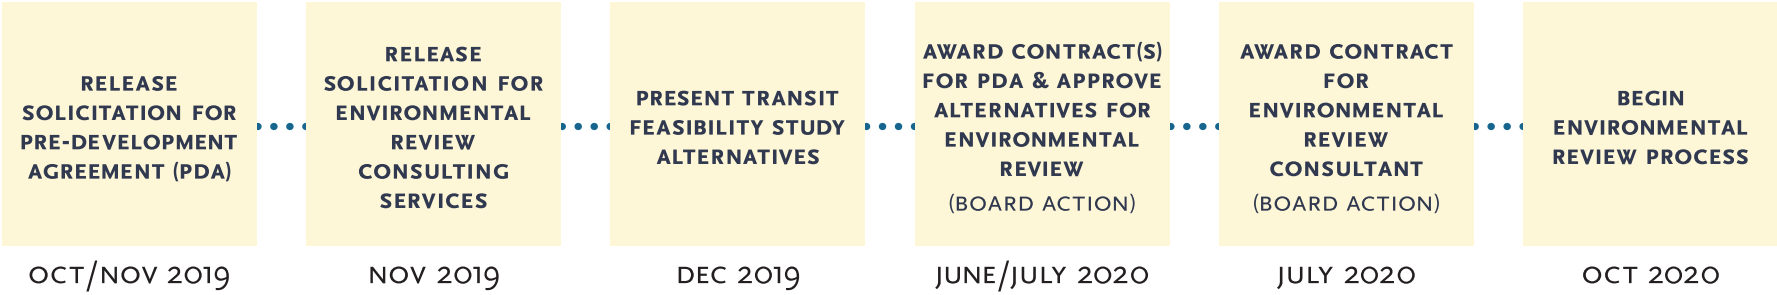 RELEASE
SOLICITATION FOR
PRE-DEVELOPMENT
AGREEMENT (PDA)
OCT/NOV 2019
RELEASE
SOLICITATION FOR
ENVIRONMENTAL
REVIEW
CONSULTING
SERVICES
NOV 2019
PRESENT TRANSIT
FEASIBILITY STUDY
ALTERNATIVES
DEC 2019
AWARD CONTRACT(S)
FOR PDA & APPROVE
ALTERNATIVES FOR
ENVIRONMENTAL
REVIEW
(BOARD ACTION)
JUNE/JULY 2020
AWARD CONTRACT
FOR
ENVIRONMENTAL
REVIEW
CONSULTANT
(BOARD ACTION)
JULY 2020
BEGIN
ENVIRONMENTAL
REVIEW PROCESS
OCT 2020